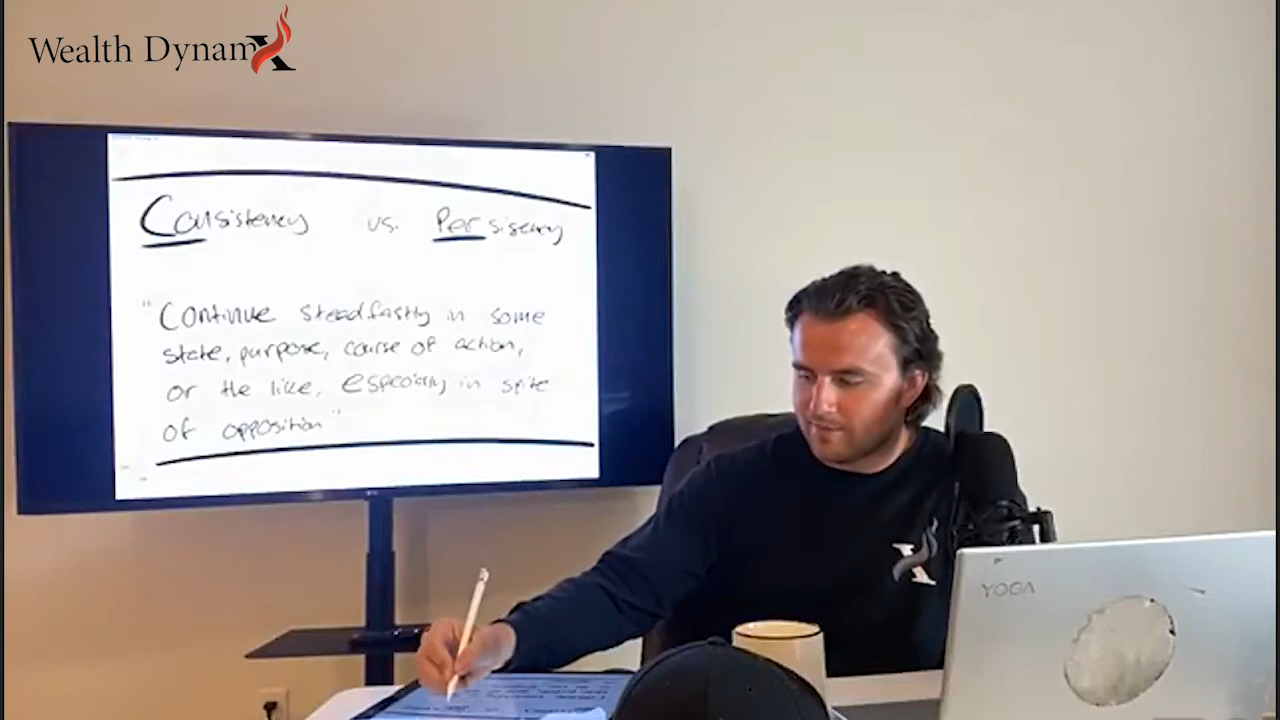 Wealth DynamX
Consistency vs. Persisency
"Continue steadfastly in some
state, purpose, course of action,
or the like, especially in spite
of opposition"
X
YOGA